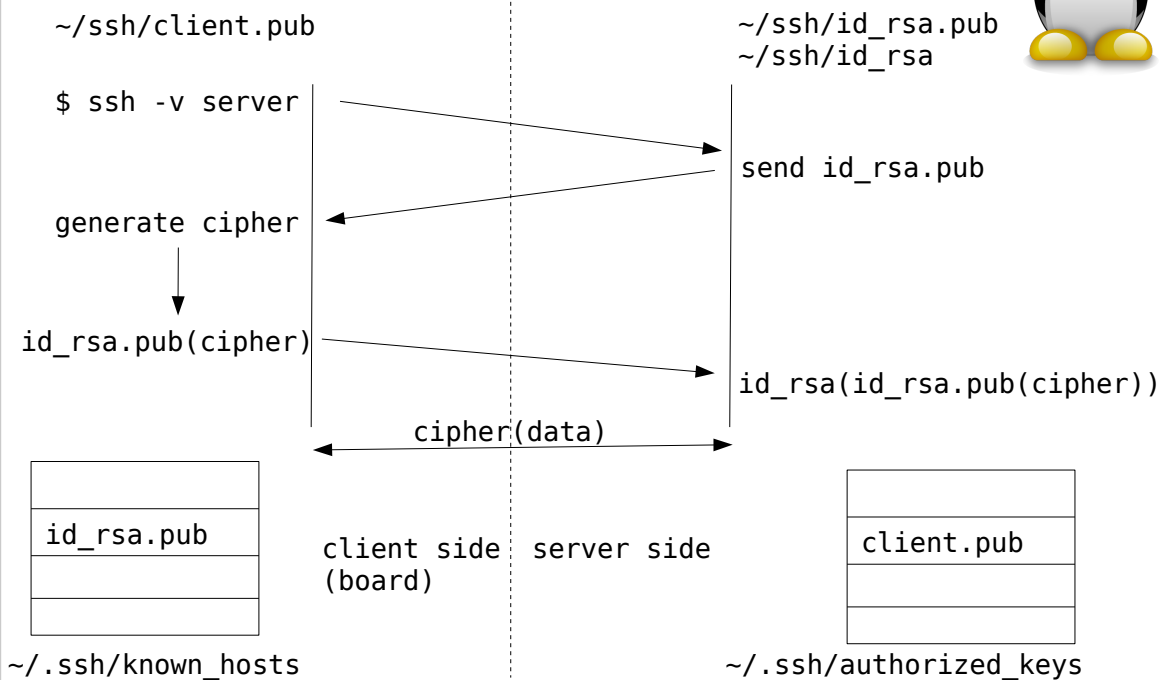 ~/ssh/client.pub
~/ssh/id_rsa.pub
~/ssh/id_rsa
$ ssh -v server
send id_rsa.pub
generate cipher
id_rsa.pub(cipher)
id_rsa(id_rsa.pub(cipher))
cipher(data)
id_rsa.pub
client side
(board)
server side
client.pub
~/.ssh/known_hosts
~/.ssh/authorized_keys